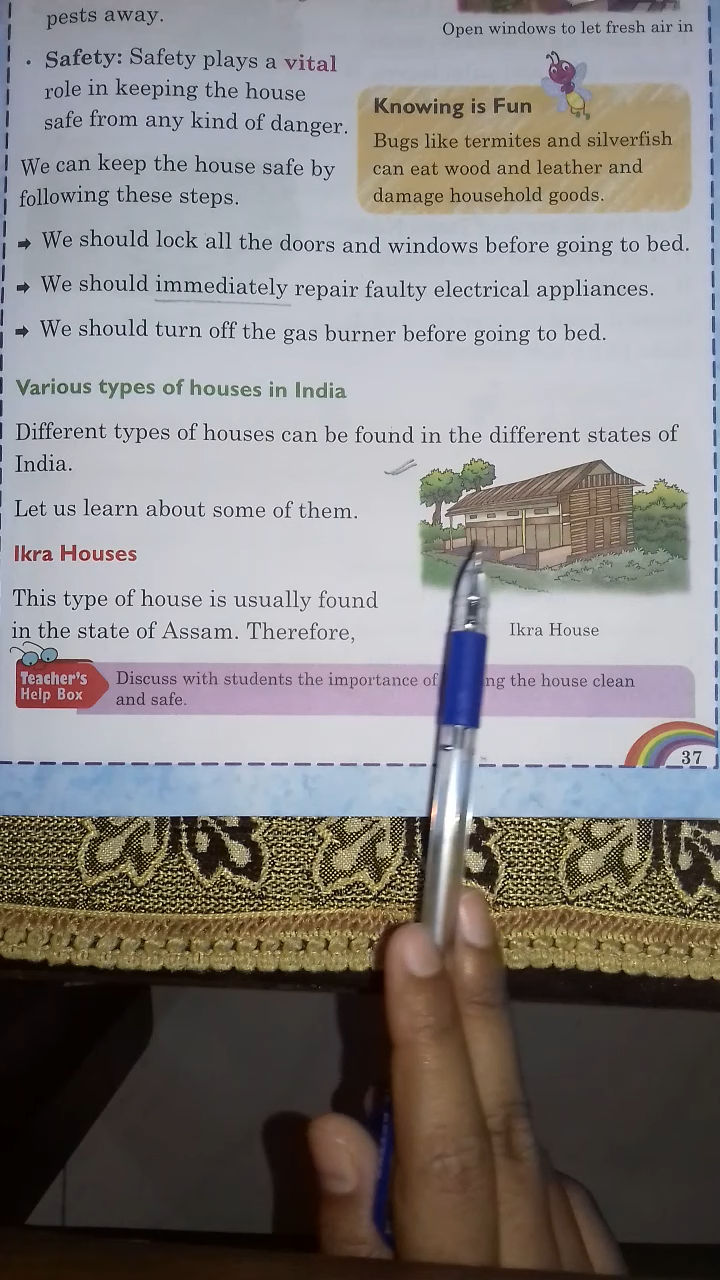 pests away.
Open windows to let fresh air in
• Safety: Safety plays a vital
role in keeping the house
safe from any kind of danger.
Knowing is Fun
Bugs like termites and silverfish
can eat wood and leather and
damage household goods.
We can keep the house safe by
following these steps.
➡ We should lock all the doors and windows before going to bed.
➡ We should immediately repair faulty electrical appliances.
➡ We should turn off the gas burner before going to bed.
Various types of houses in India
Different types of houses can be found in the different states of
India.
Let us learn about some of them.
Ikra Houses
This type of house is usually found
in the state of Assam. Therefore,
Ikra House
Teacher's
Help Box
Discuss with students the importance of ng the house clean
and safe.
37